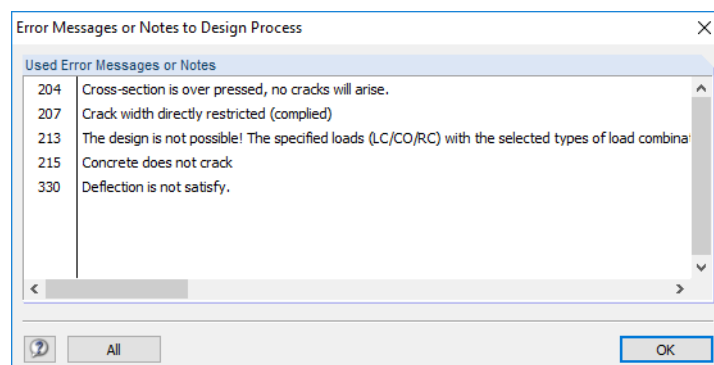 Error Messages or Notes to Design Process
Used Error Messages or Notes
204 Cross-section is over pressed, no cracks will arise.
207 Crack width directly restricted (complied)
213 The design is not possible! The specified loads (LC/CO/RC) with the selected types of load combina
215 Concrete does not crack
330 Deflection is not satisfy.
All
OK